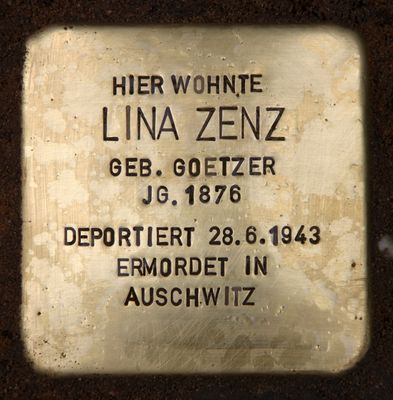 HIER WOHNTE
LINA ZENZ
GEB. GOETZER
JG. 1876
DEPORTIERT 28.6.1943
ERMORDET IN
AUSCHWITZ